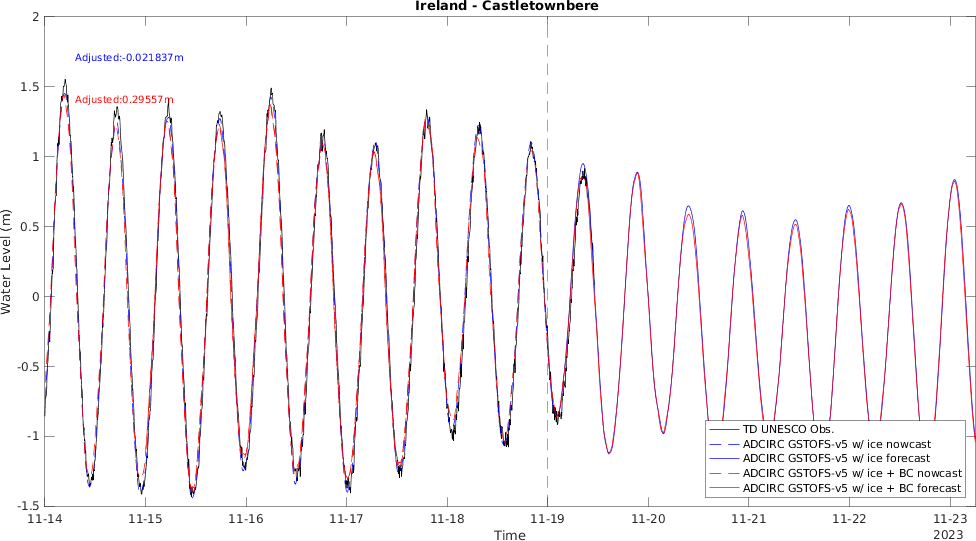 Ireland - Castletownbere
2
1.5
1
0.5
0
-0.5
-1
-1.5
Water Level (m)
Adjusted:-0.021837m
Adjusted:0.29557m
TD UNESCO Obs.
ADCIRC GSTOFS-v5 w/ ice nowcast
ADCIRC GSTOFS-v5 w/ ice forecast
ADCIRC GSTOFS-v5 w/ ice + BC nowcast
ADCIRC GSTOFS-v5 w/ ice + BC forecast
11-14 11-15 11-16 11-17 11-18 11-19 11-20 11-21 11-22 11-23
2023
Time